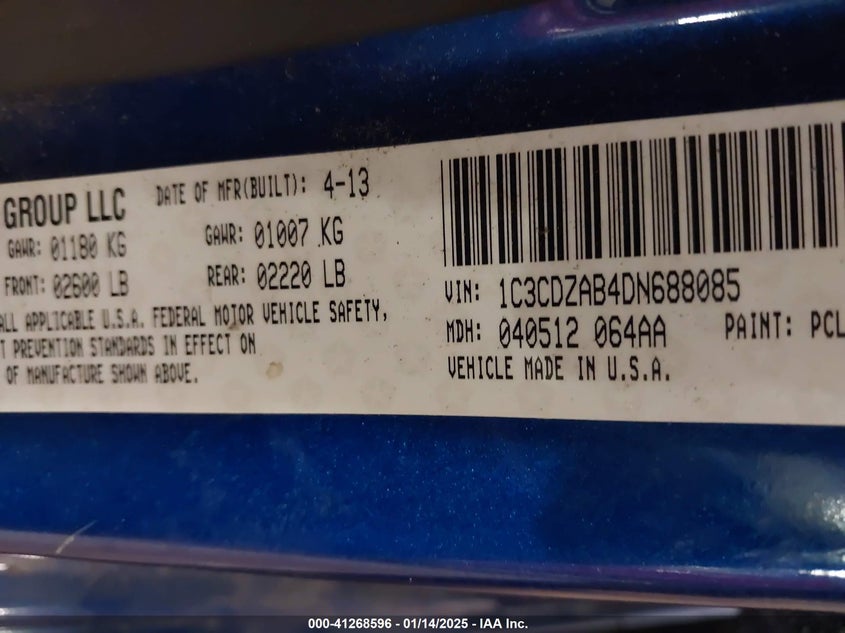 GROUP LLC DATE OF MFR(BUILT): 4-13
GAWR: 01180 KG GAWR: 01007 KG
FRONT: 02600 LB REAR: 02220 LB
ALL APPLICABLE U.S.A. FEDERAL MOTOR VEHICLE SAFETY,
PREVENTION STANDARDS IN EFFECT ON
OF MANUFACTURE SHOWN ABOVE.
VIN: 1C3CDZAB4DN688085
MDH: 040512 064AA PAINT: PCL
VEHICLE MADE IN U.S.A.
000-41268596 - 01/14/2025 - IAA Inc.